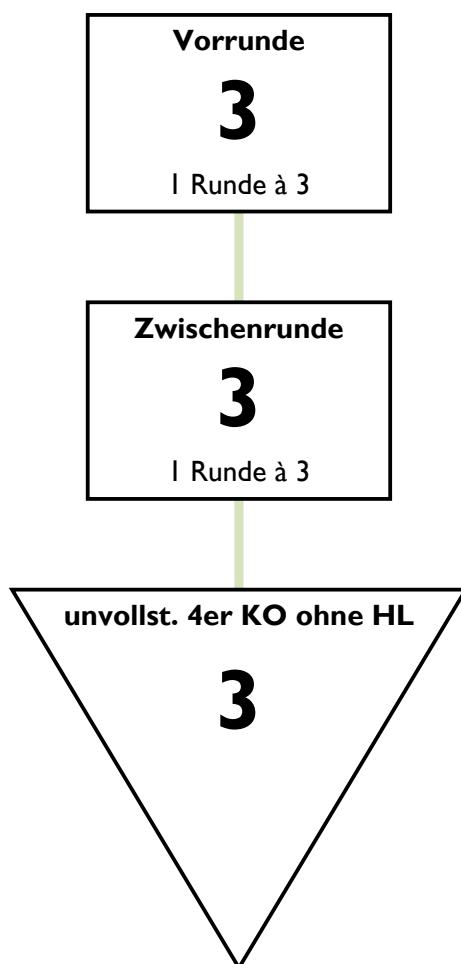 Vorrunde
3
1 Runde à 3
Zwischenrunde
3
1 Runde à 3
unvollst. 4er KO ohne HL
3